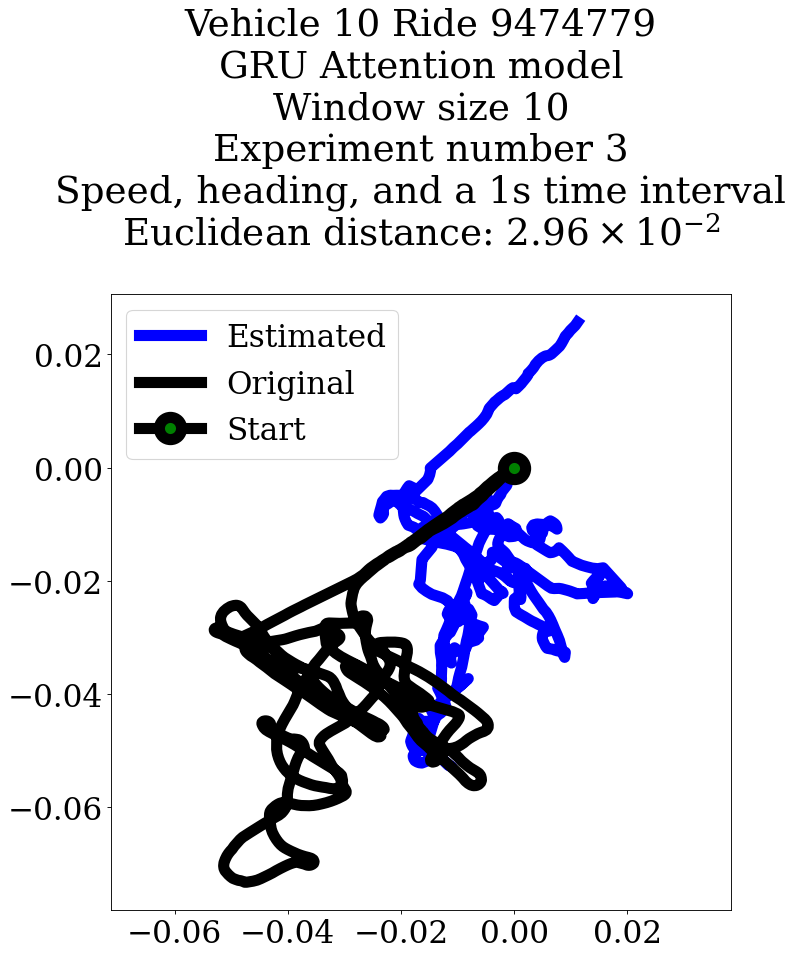 Vehicle 10 Ride 9474779
GRU Attention model
Window size 10
Experiment number 3
Speed, heading, and a 1s time interval
Euclidean distance: 2.96 × 10⁻²
Estimated
Original
Start
0.02
0.00
−0.02
−0.04
−0.06
−0.06 −0.04 −0.02 0.00 0.02